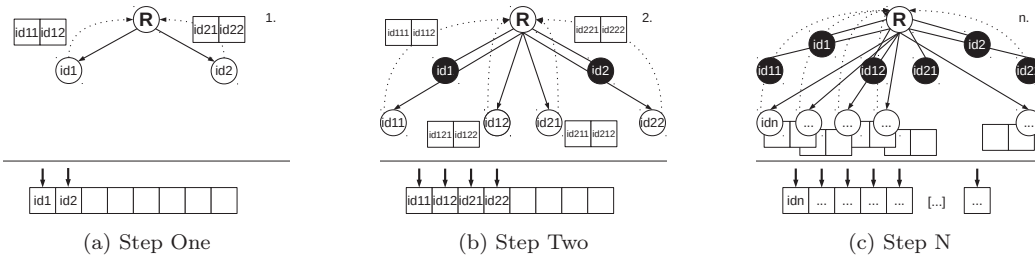 R
1.
id11 id12
id21 id22
id1
id2
id1 id2
(a) Step One
R
2.
id111 id112
id221 id222
id1
id2
id11
id12
id21
id22
id121 id122
id211 id212
id11 id12 id21 id22
(b) Step Two
R
n.
id1
id2
id11
id12
id21
id2
idn
...
...
...
...
idn ... ... ... ... [...] ...
(c) Step N